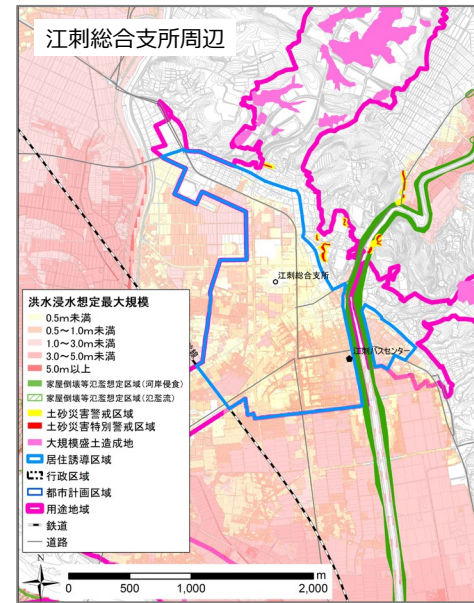 江刺総合支所周辺
江刺総合支所
江刺バスセンター
洪水浸水想定最大規模
0.5m未満
0.5～1.0m未満
1.0～3.0m未満
3.0～5.0m未満
5.0m以上
家屋倒壊等氾濫想定区域(河岸侵食)
家屋倒壊等氾濫想定区域(氾濫流)
土砂災害警戒区域
土砂災害特別警戒区域
大規模盛土造成地
居住誘導区域
行政区域
都市計画区域
用途地域
鉄道
道路
N
m
0 500 1,000 2,000